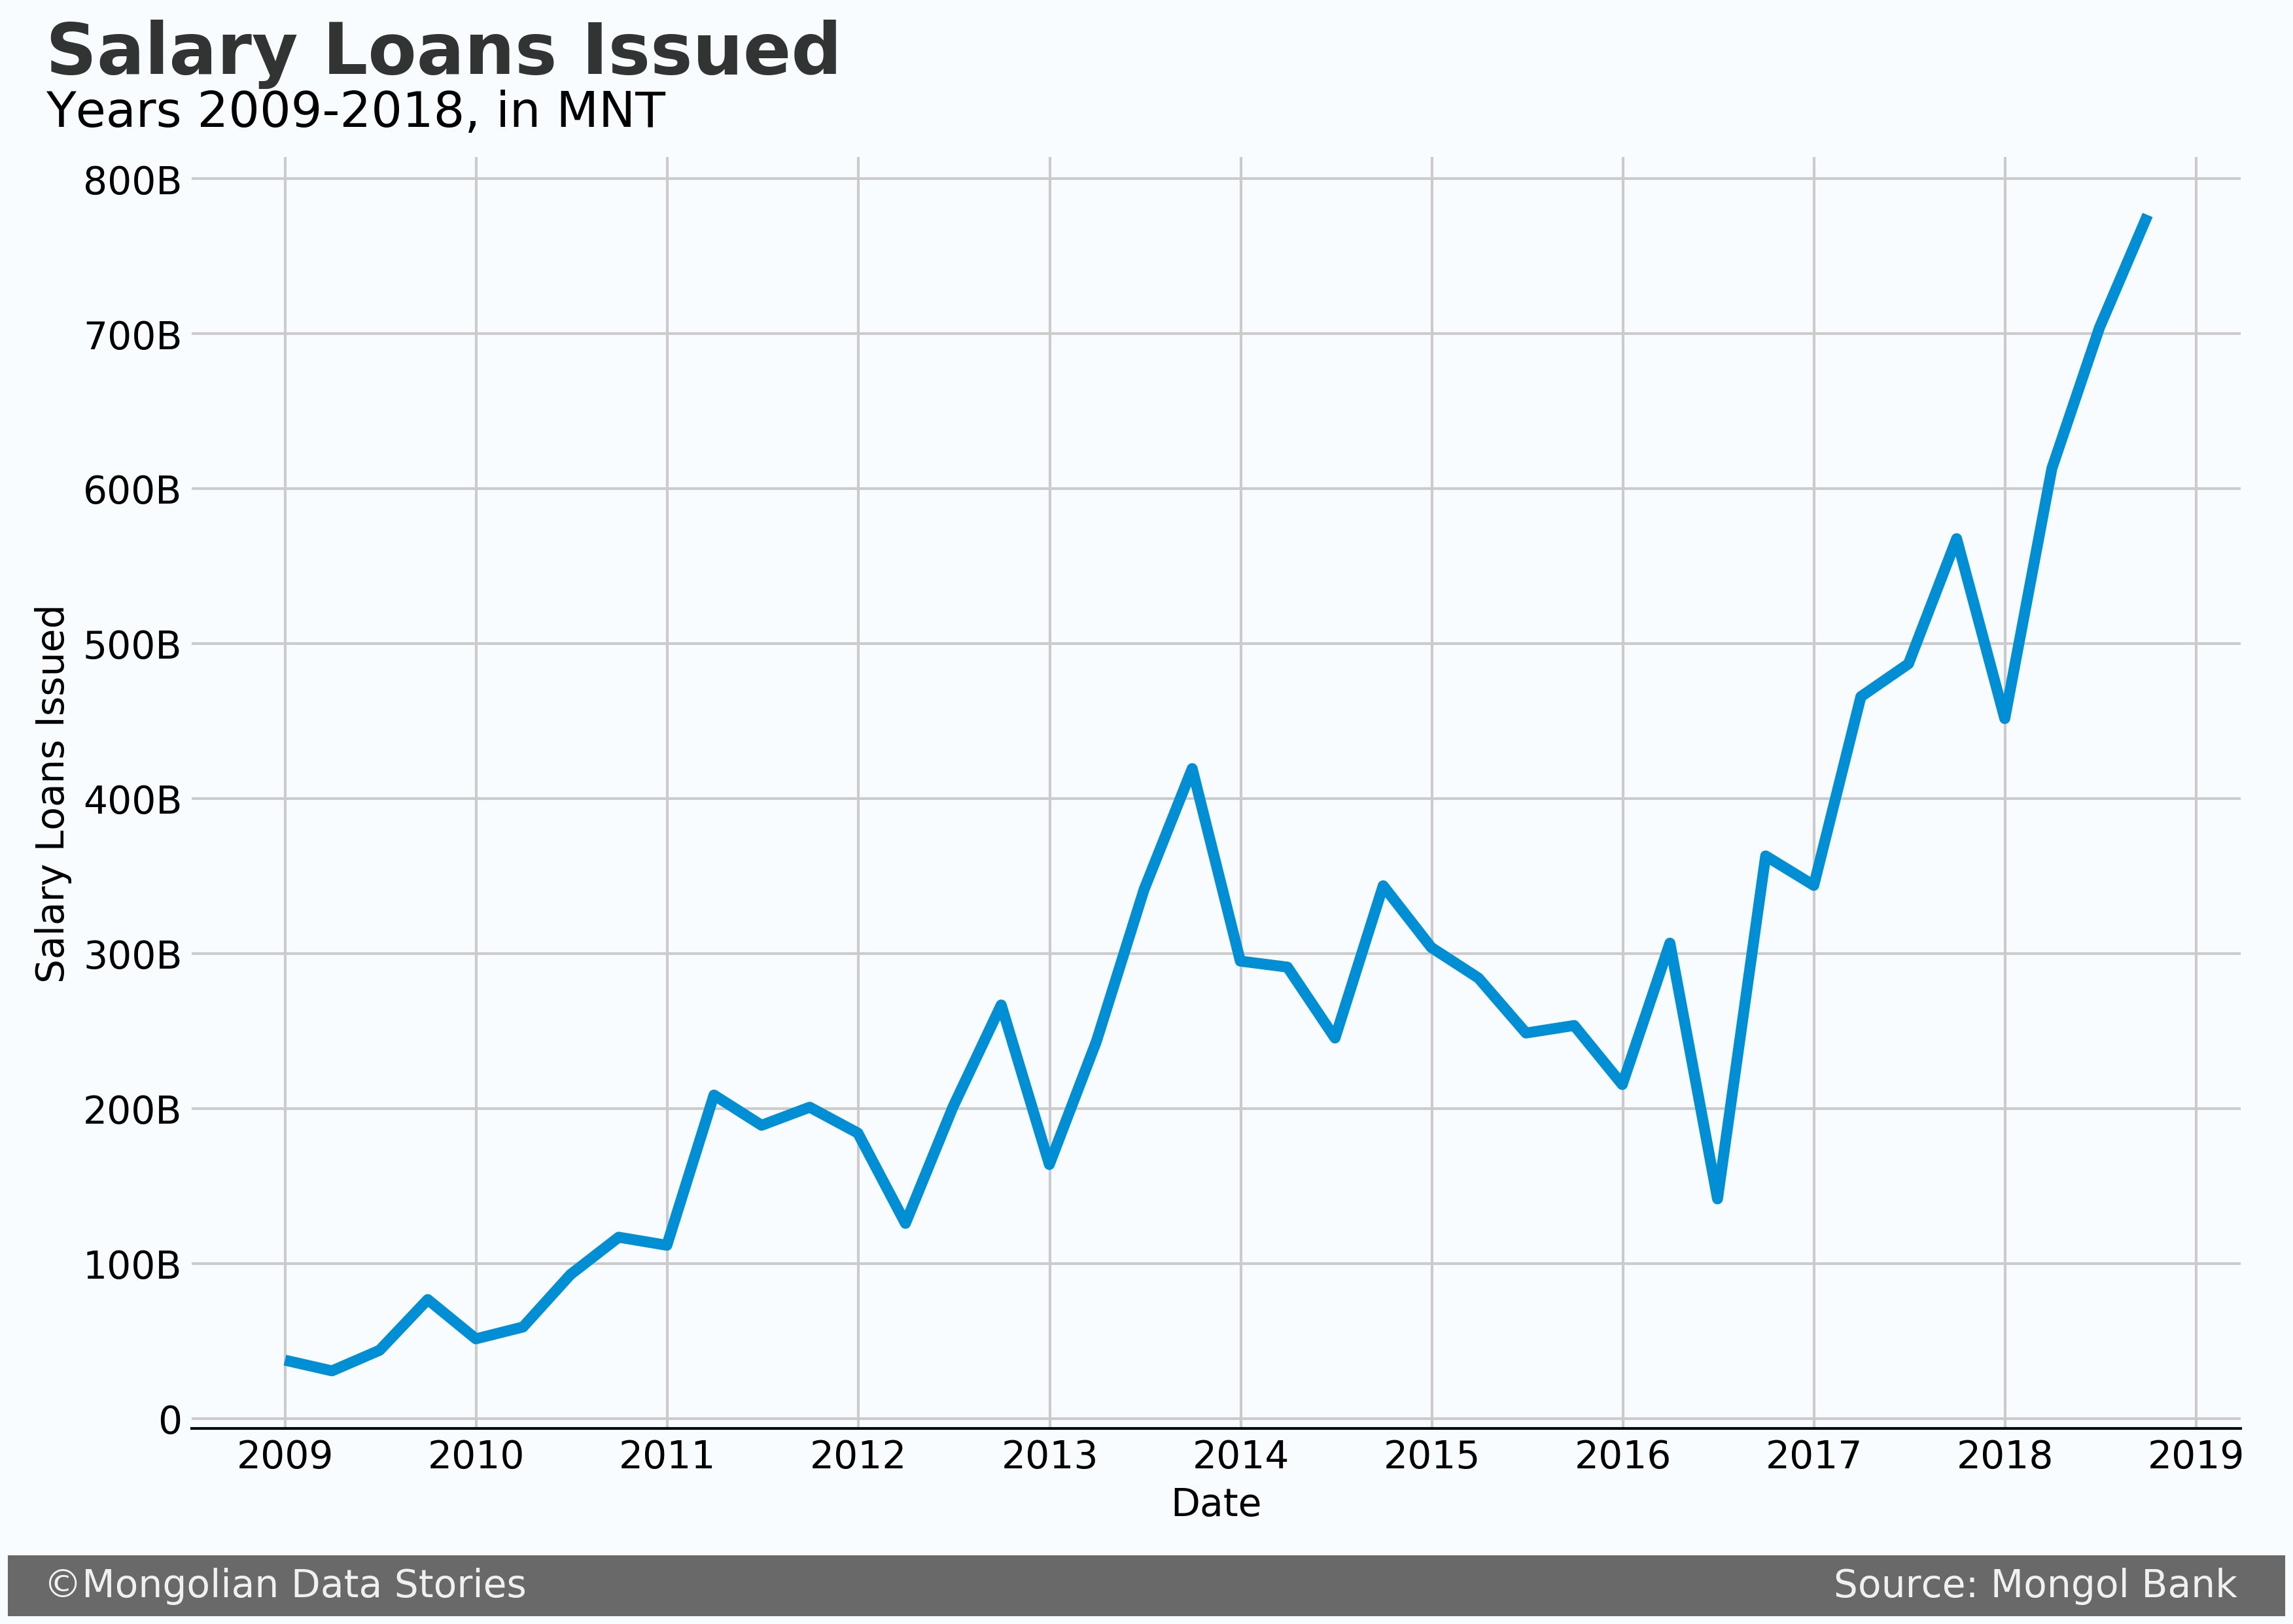 Salary Loans Issued
Years 2009-2018, in MNT
800B
700B
600B
500B
400B
300B
200B
100B
0
Salary Loans Issued
2009 2010 2011 2012 2013 2014 2015 2016 2017 2018 2019
Date
©Mongolian Data Stories
Source: Mongol Bank